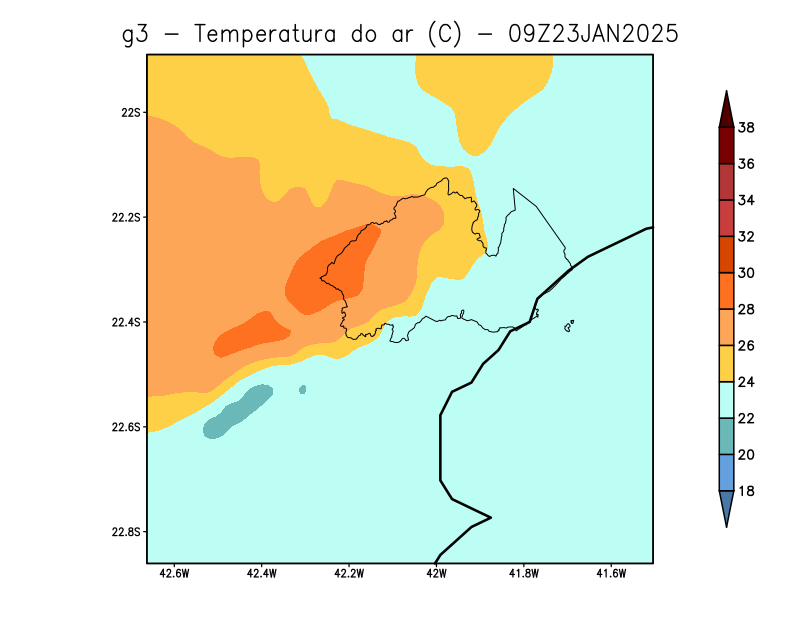 g3 – Temperatura do ar (C) – 09Z23JAN2025
22S
22.2S
22.4S
22.6S
22.8S
42.6W
42.4W
42.2W
42W
41.8W
41.6W
38
36
34
32
30
28
26
24
22
20
18